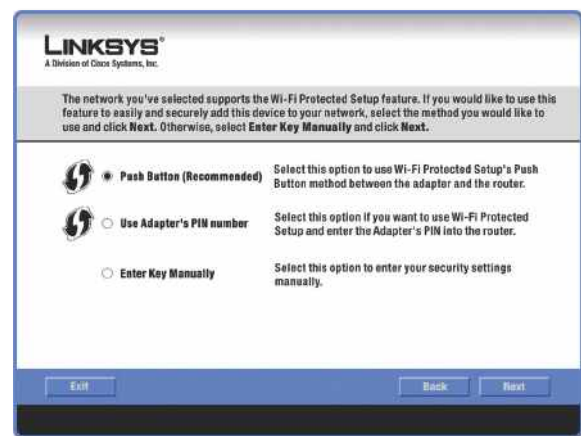 LINKSYS®
A Division of Cisco Systems, Inc.
The network you've selected supports the Wi-Fi Protected Setup feature. If you would like to use this
feature to easily and securely add this device to your network, select the method you would like to
use and click Next. Otherwise, select Enter Key Manually and click Next.
Push Button (Recommended)
Select this option to use Wi-Fi Protected Setup's Push
Button method between the adapter and the router.
Use Adapter's PIN number
Select this option if you want to use Wi-Fi Protected
Setup and enter the Adapter's PIN into the router.
Enter Key Manually
Select this option to enter your security settings
manually.
Exit
Back
Next